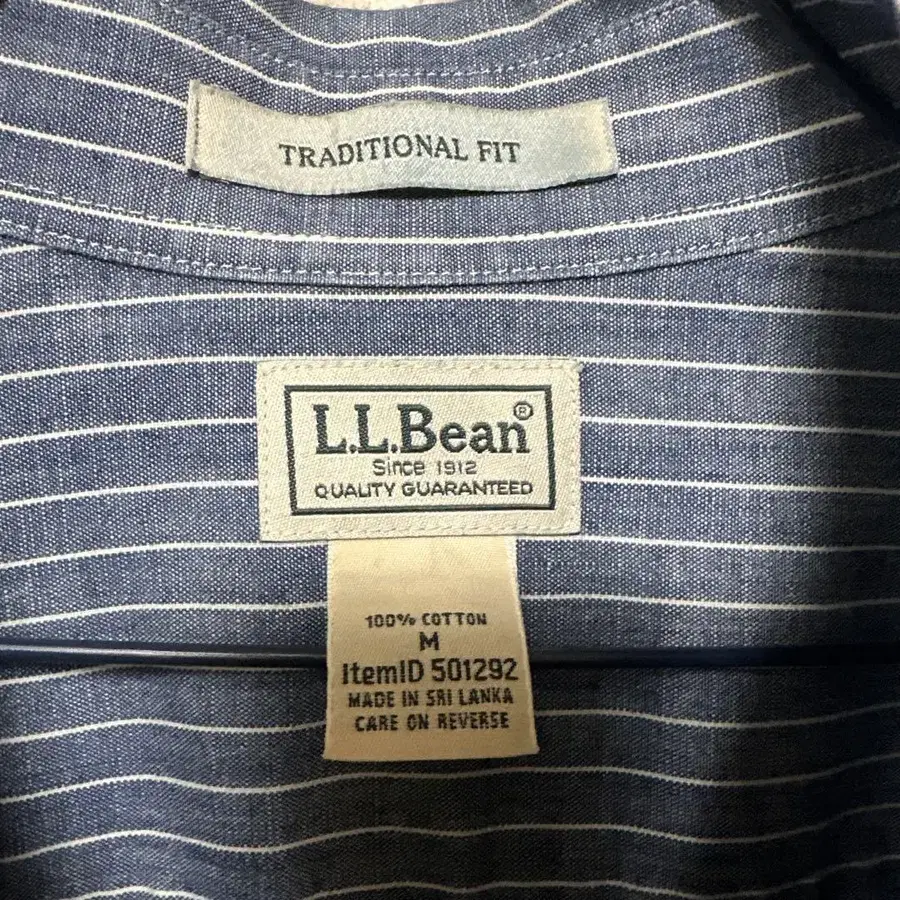 TRADITIONAL FIT
L.L.Bean®
Since 1912
QUALITY GUARANTEED
100% COTTON
M
ItemID 501292
MADE IN SRI LANKA
CARE ON REVERSE